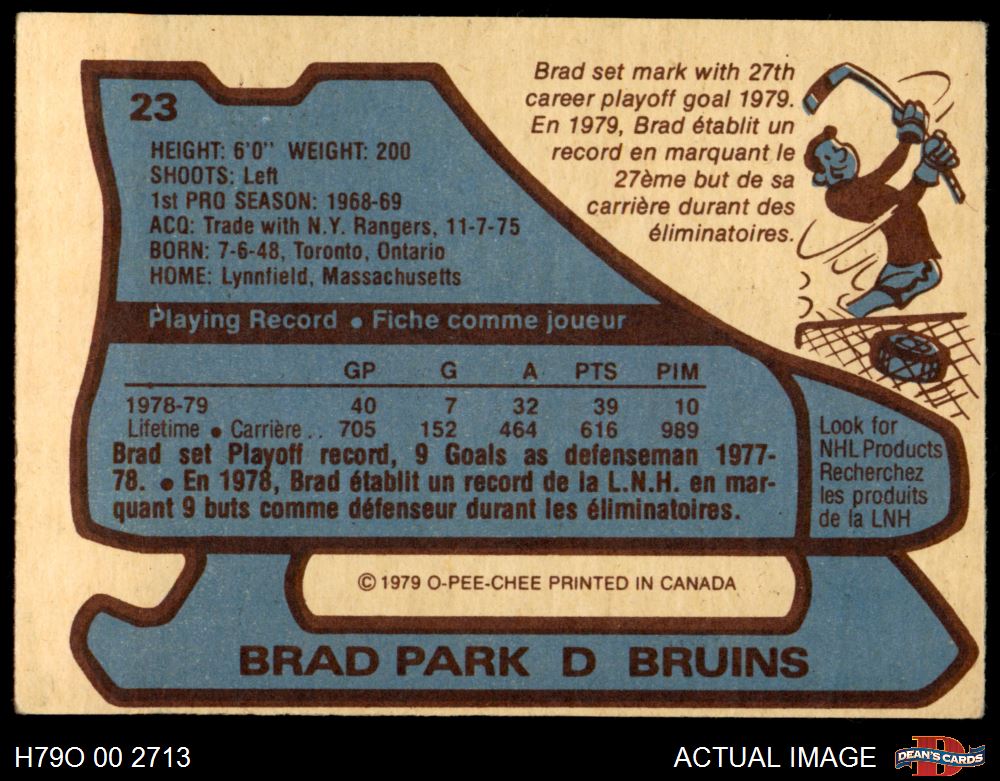 23
HEIGHT: 6'0" WEIGHT: 200
SHOOTS: Left
1st PRO SEASON: 1968-69
ACQ: Trade with N.Y. Rangers, 11-7-75
BORN: 7-6-48, Toronto, Ontario
HOME: Lynnfield, Massachusetts
Brad set mark with 27th
career playoff goal 1979.
En 1979, Brad établit un
record en marquant le
27ème but de sa
carrière durant des
éliminatoires.
Playing Record • Fiche comme joueur
GP G A PTS PIM
1978-79 40 7 32 39 10
Lifetime • Carrière .. 705 152 464 616 989
Brad set Playoff record, 9 Goals as defenseman 1977-
78. • En 1978, Brad établit un record de la L.N.H. en mar-
quant 9 buts comme défenseur durant les éliminatoires.
Look for
NHL Products
Recherchez
les produits
de la LNH
© 1979 O-PEE-CHEE PRINTED IN CANADA
BRAD PARK D BRUINS
H79O 00 2713
ACTUAL IMAGE
D
DEAN'S CARDS